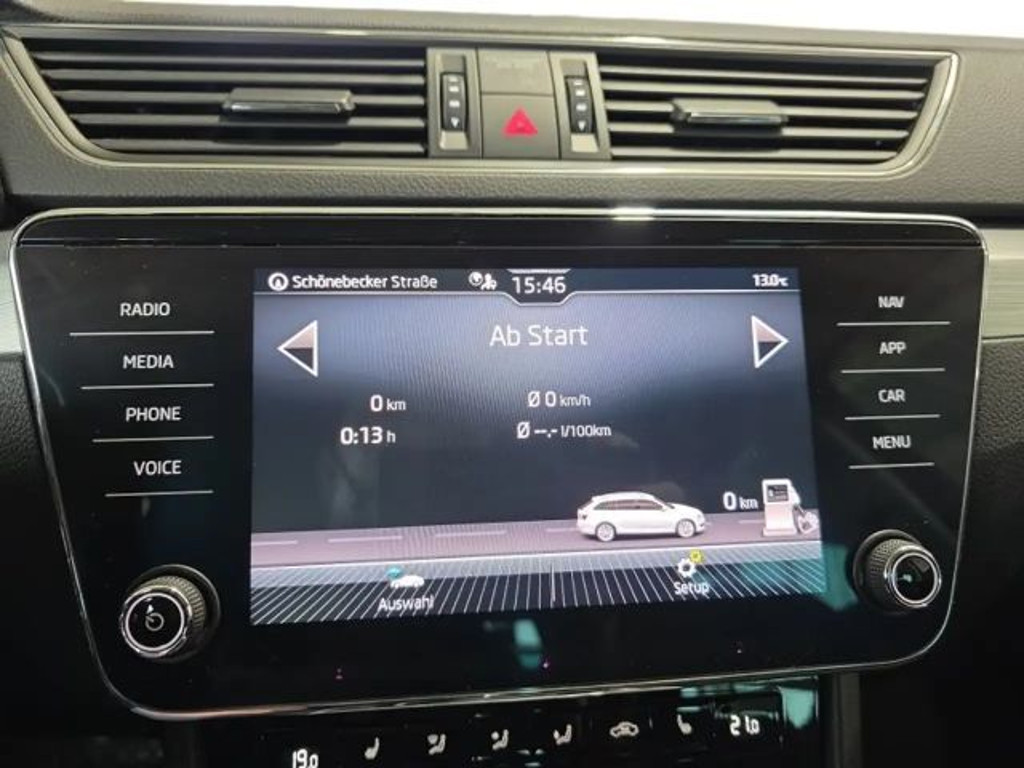 Schönebecker Straße 15:46 13.0°C
RADIO
MEDIA
PHONE
VOICE
Ab Start
0 km Ø 0 km/h
0:13 h Ø --.- l/100km
0 km
Auswahl Setup
NAV
APP
CAR
MENU
19.0 21.0